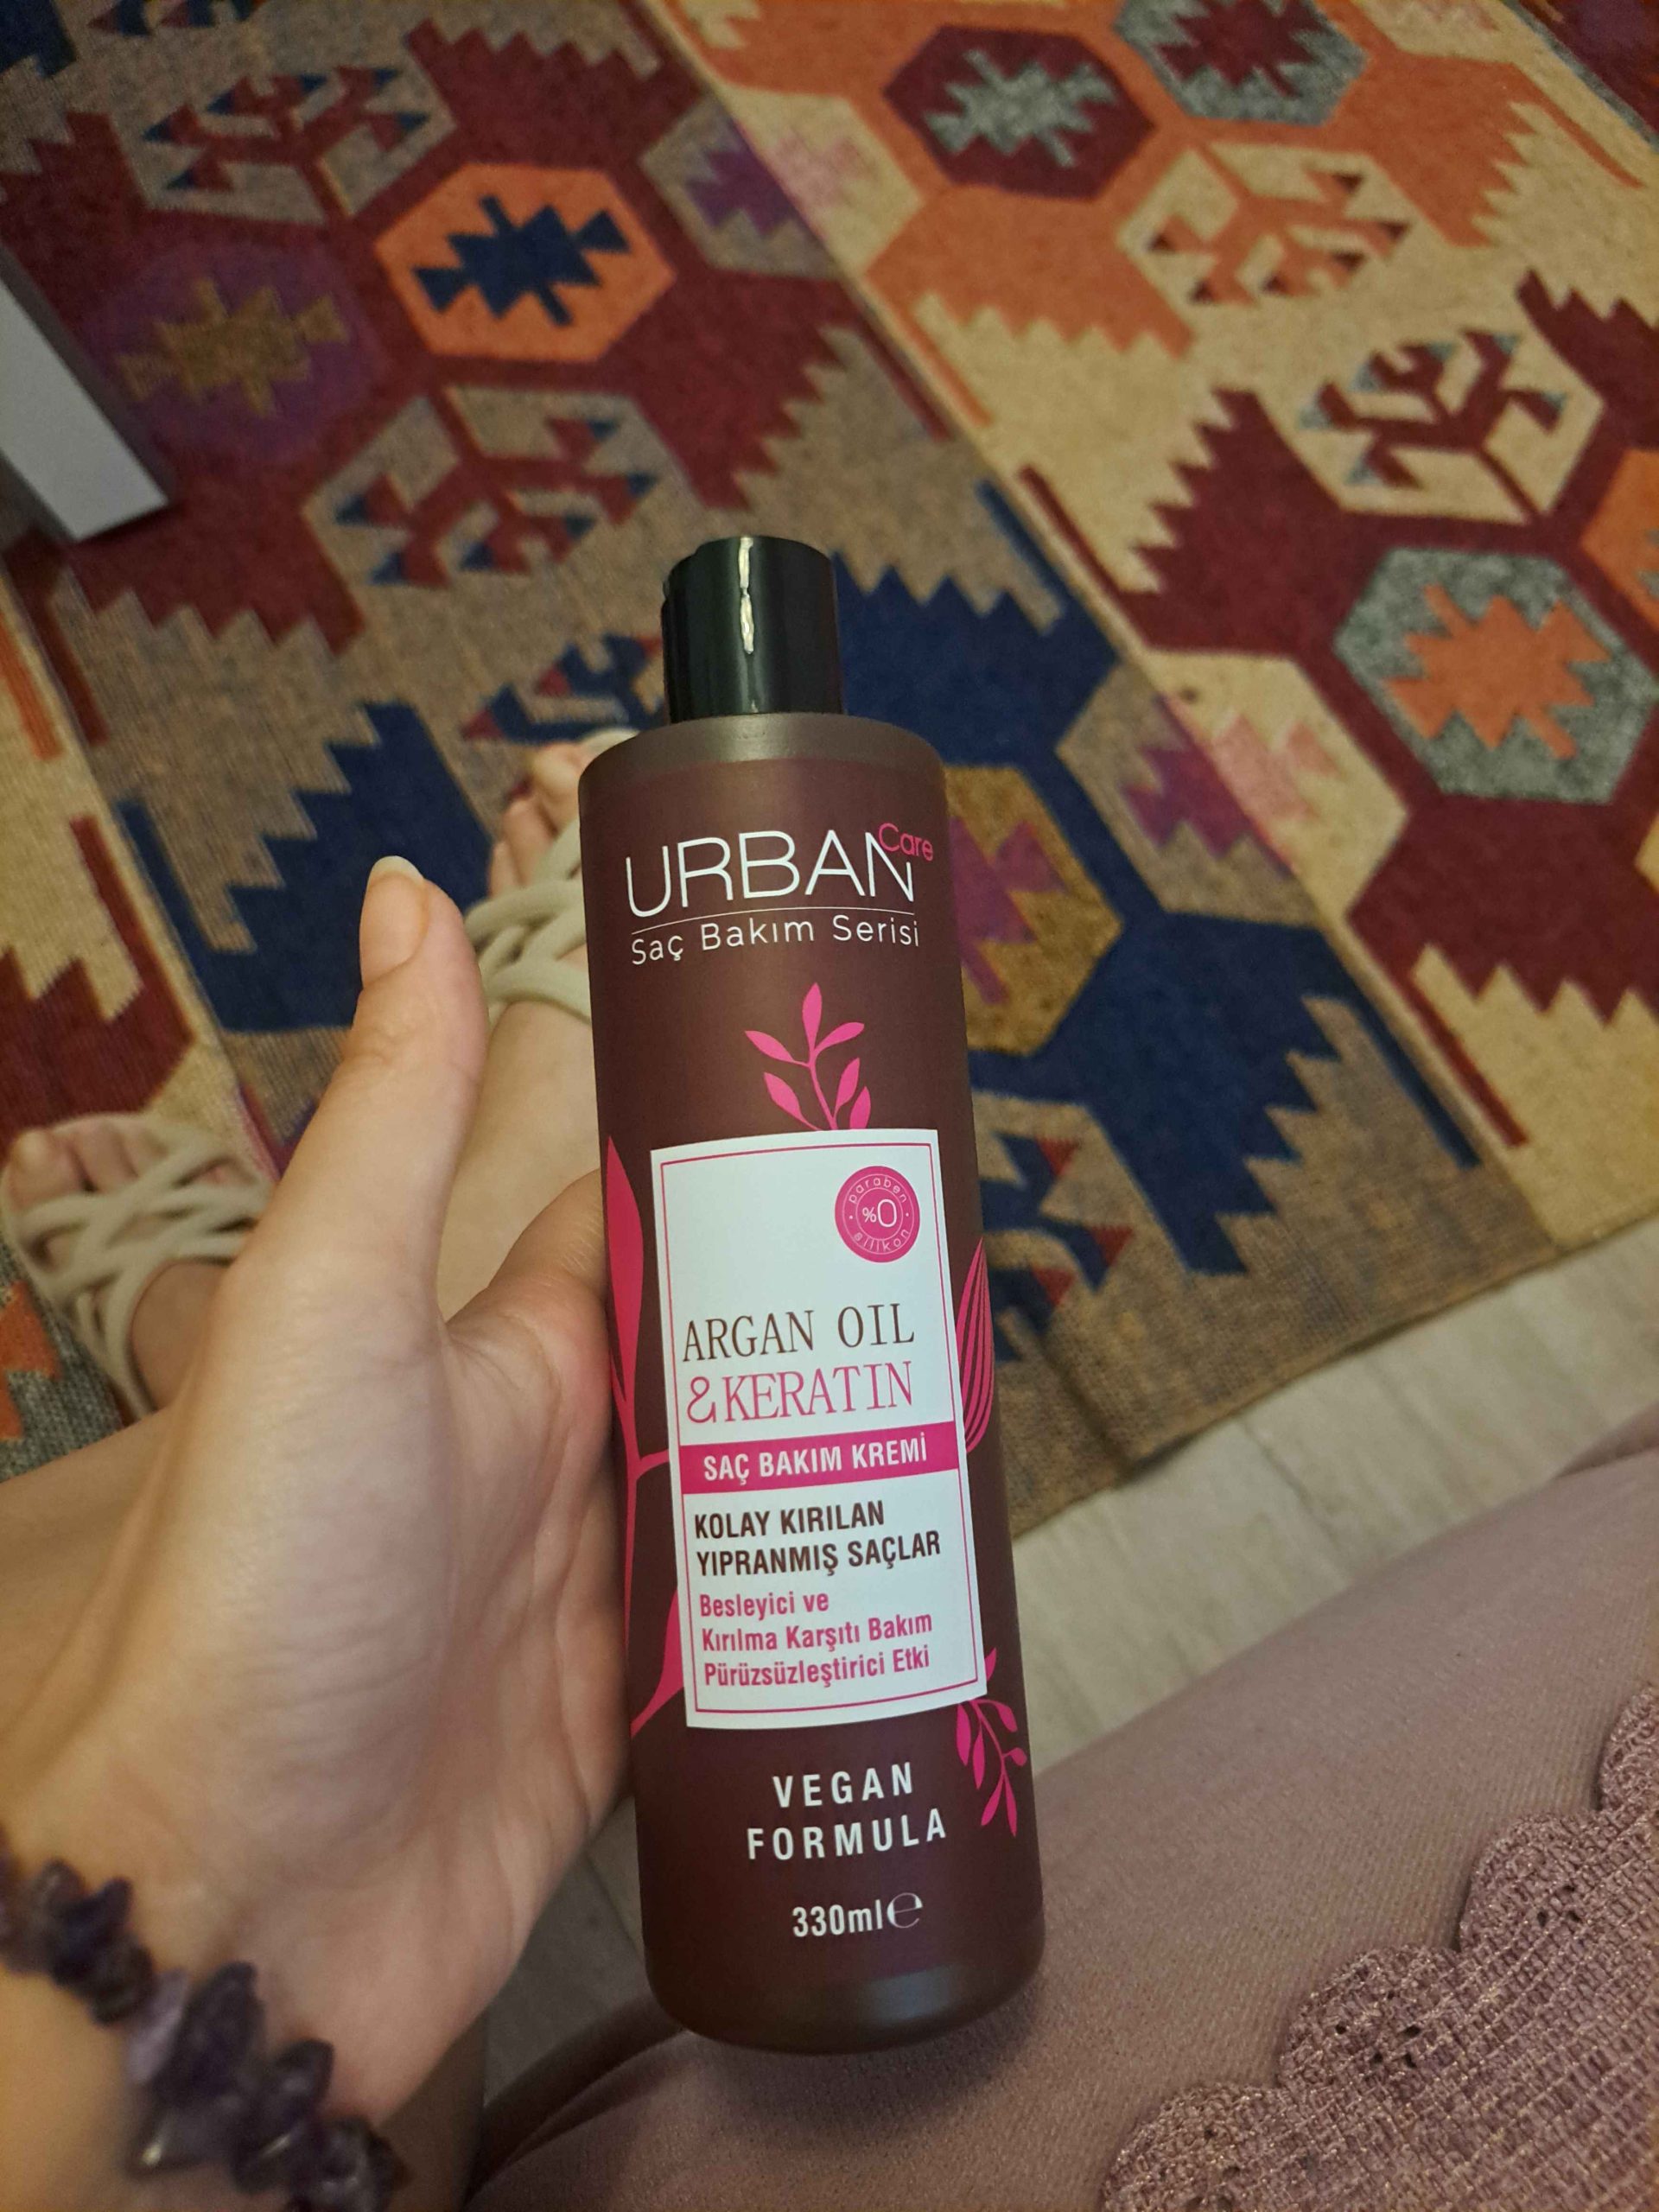 URBAN Care
Saç Bakım Serisi
paraben
%0
silikon
ARGAN OIL
& KERATIN
SAÇ BAKIM KREMİ
KOLAY KIRILAN
YIPRANMIŞ SAÇLAR
Besleyici ve
Kırılma Karşıtı Bakım
Pürüzsüzleştirici Etki
VEGAN
FORMULA
330ml℮